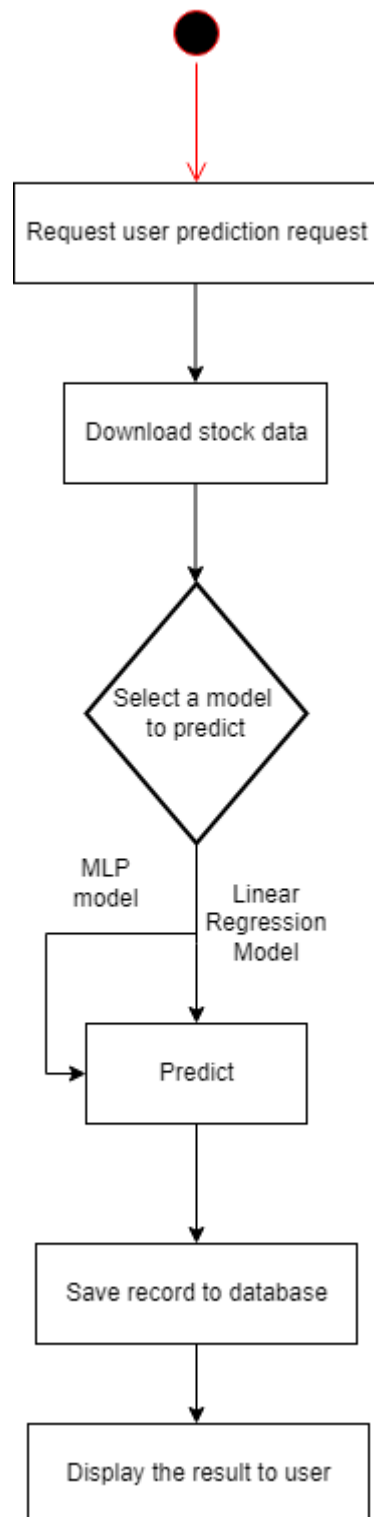 Request user prediction request
Download stock data
Select a model
to predict
MLP
model
Linear
Regression
Model
Predict
Save record to database
Display the result to user